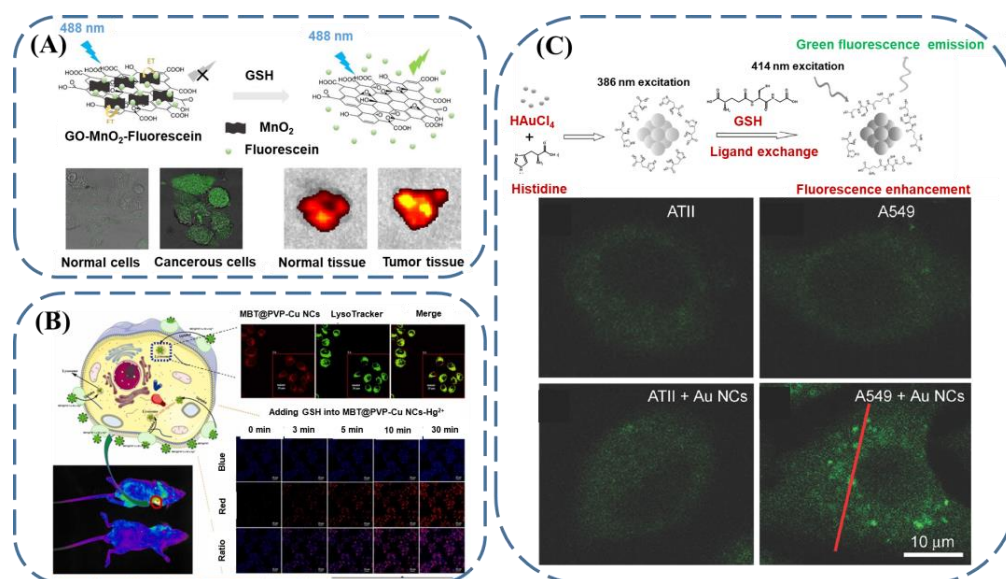 (A)
488 nm
488 nm
ET
HOOC
COOH
GSH
GO-MnO₂-Fluorescein
MnO₂
Fluorescein
Normal cells
Cancerous cells
Normal tissue
Tumor tissue
(B)
MBT@PVP-Cu NCs
LysoTracker
Merge
Adding GSH into MBT@PVP-Cu NCs-Hg²⁺
0 min
3 min
5 min
10 min
30 min
Blue
Red
Ratio
(C)
Green fluorescence emission
386 nm excitation
414 nm excitation
HAuCl₄
+
Histidine
GSH
Ligand exchange
Fluorescence enhancement
ATII
A549
ATII + Au NCs
A549 + Au NCs
10 μm